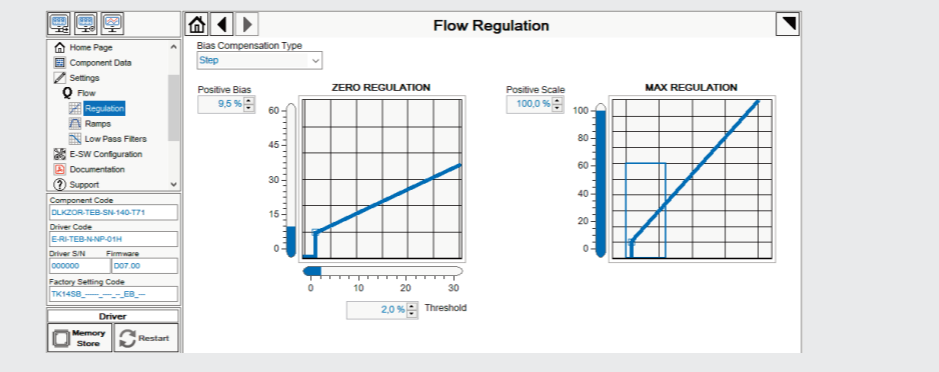 Flow Regulation
Home Page
Component Data
Settings
Flow
Regulation
Ramps
Low Pass Filters
E-SW Configuration
Documentation
Support
Component Code
DLKZOR-TEB-SN-140-T71
Driver Code
E-RI-TEB-N-NP-01H
Driver S/N Firmware
000000 D07.00
Factory Setting Code
Driver
Memory Store
Restart
Bias Compensation Type
Step
Positive Bias
9,5 %
ZERO REGULATION
60
45
30
15
0
0 10 20 30
2,0 % Threshold
Positive Scale
100,0 %
MAX REGULATION
100
80
60
40
20
0